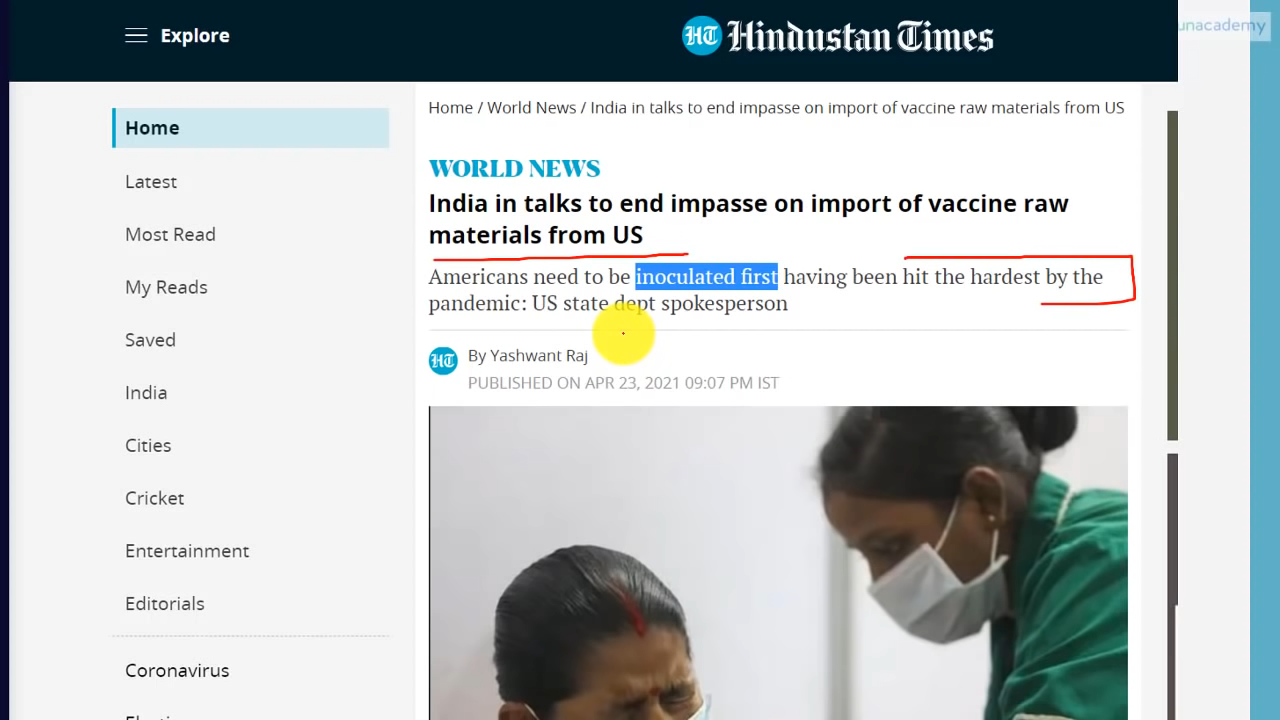 unacademy
Explore
HT Hindustan Times
Home / World News / India in talks to end impasse on import of vaccine raw materials from US
Home
Latest
Most Read
My Reads
Saved
India
Cities
Cricket
Entertainment
Editorials
Coronavirus
WORLD NEWS
India in talks to end impasse on import of vaccine raw
materials from US
Americans need to be inoculated first having been hit the hardest by the
pandemic: US state dept spokesperson
HT By Yashwant Raj
PUBLISHED ON APR 23, 2021 09:07 PM IST